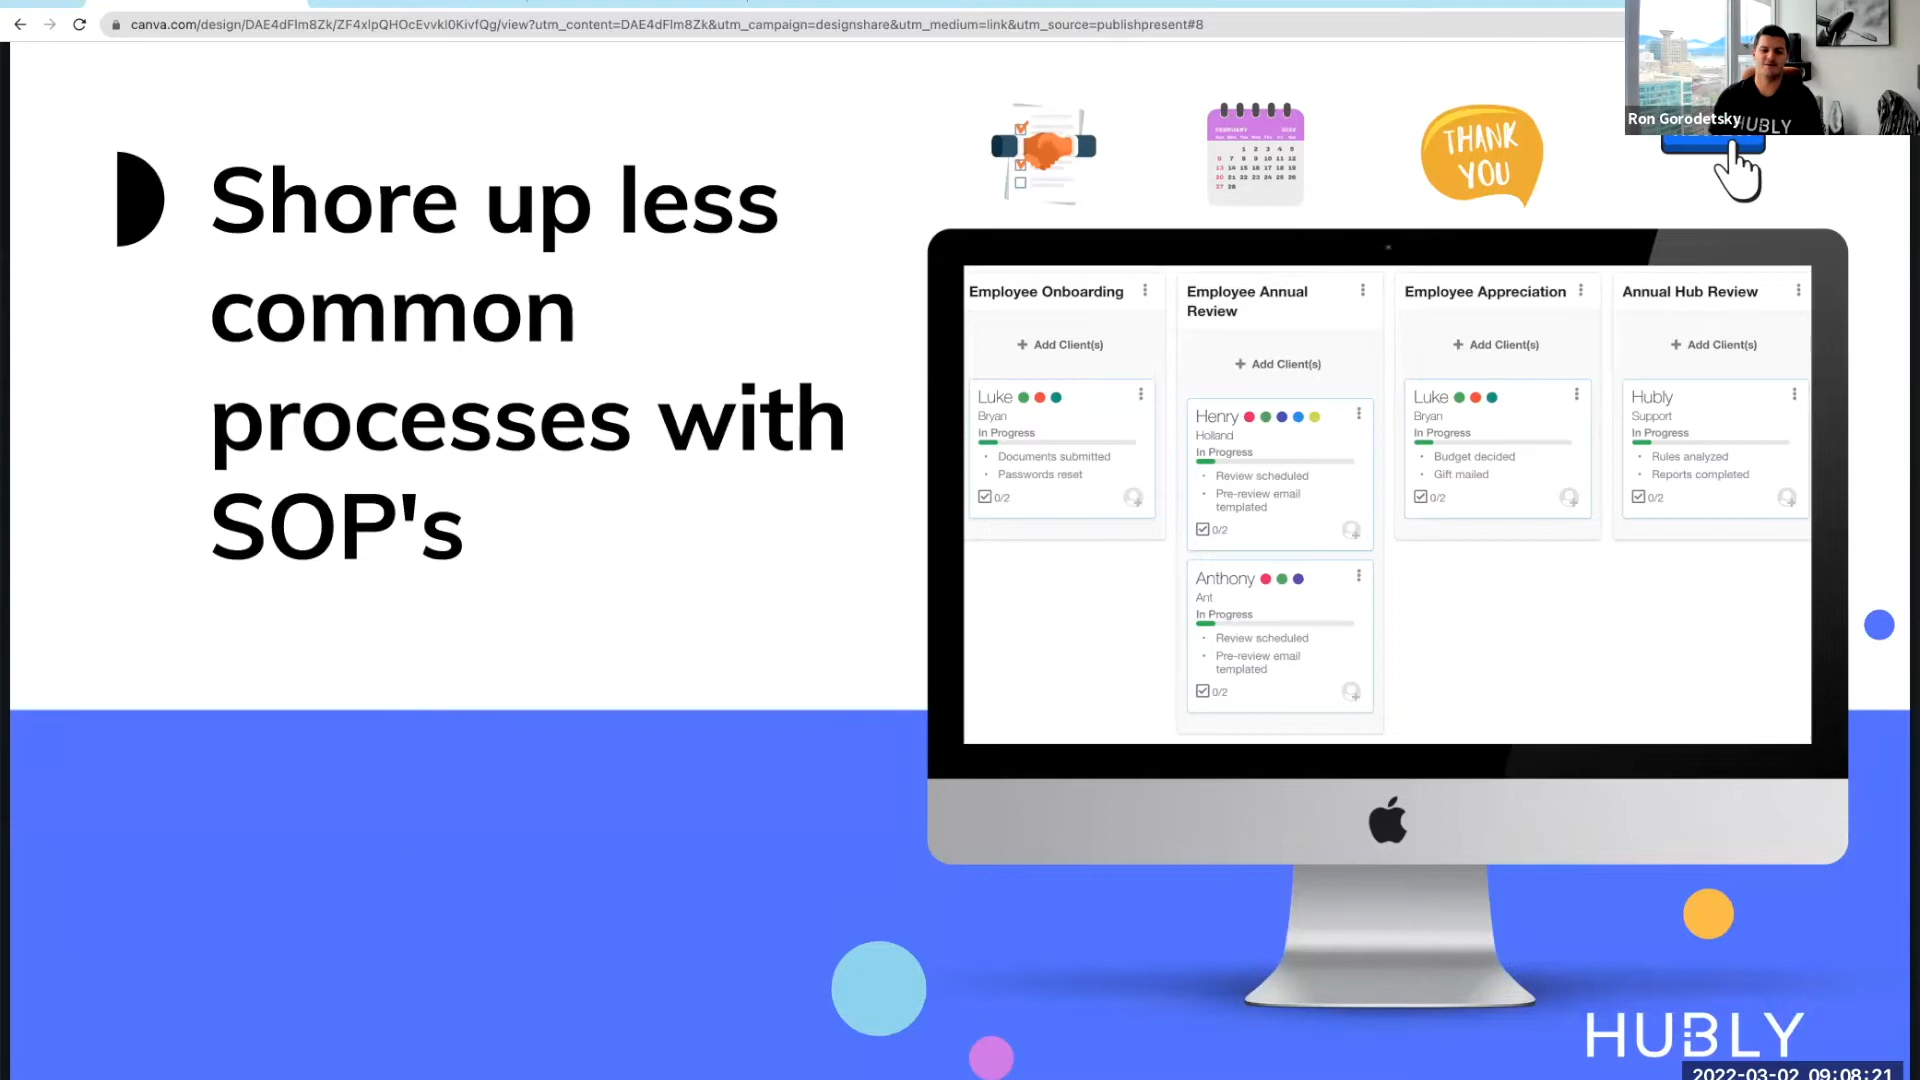 canva.com/design/DAE4dFlm8Zk/ZF4xlpQHOcEvvkl0KivfQg/view?utm_content=DAE4dFlm8Zk&utm_campaign=designshare&utm_medium=link&utm_source=publishpresent#8
Ron Gorodetsky
HUBLY
FEBRUARY
THANK
YOU
Shore up less
common
processes with
SOP's
Employee Onboarding
+ Add Client(s)
Luke
Bryan
In Progress
• Documents submitted
• Passwords reset
0/2
Employee Annual
Review
+ Add Client(s)
Henry
Holland
In Progress
• Review scheduled
• Pre-review email
templated
0/2
Anthony
Ant
In Progress
• Review scheduled
• Pre-review email
templated
0/2
Employee Appreciation
+ Add Client(s)
Luke
Bryan
In Progress
• Budget decided
• Gift mailed
0/2
Annual Hub Review
+ Add Client(s)
Hubly
Support
In Progress
• Rules analyzed
• Reports completed
0/2
HUBLY
2022-03-02 09:08:21